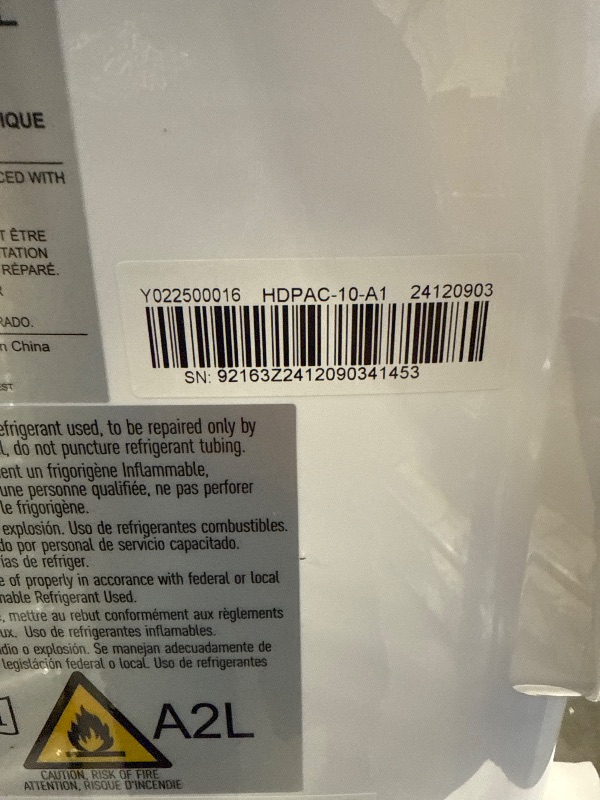 IQUE
CED WITH
T ÊTRE
TATION
RÉPARÉ.
RADO.
n China
EST
Y022500016 HDPAC-10-A1 24120903
SN: 92163Z2412090341453
efrigerant used, to be repaired only by
l, do not puncture refrigerant tubing.
ent un frigorigène Inflammable,
une personne qualifiée, ne pas perforer
le frigorigène.
explosión. Uso de refrigerantes combustibles.
do por personal de servicio capacitado.
ías de refriger.
e of properly in accorance with federal or local
mable Refrigerant Used.
, mettre au rebut conformément aux règlements
ux. Uso de refrigerantes inflamables.
dio o explosión. Se manejan adecuadamente de
legislación federal o local. Uso de refrigerantes
A2L
CAUTION, RISK OF FIRE
ATTENTION, RISQUE D'INCENDIE